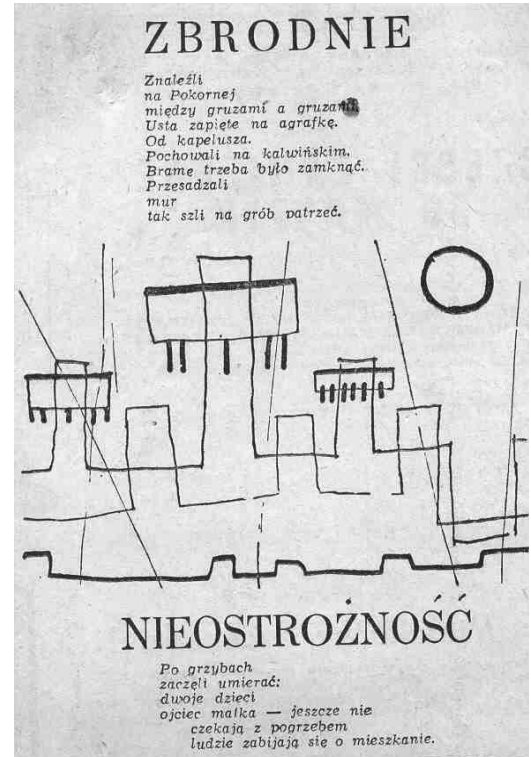 ZBRODNIE
Znaleźli
na Pokornej
między gruzami a gruzami
Usta zapięte na agrafkę.
Od kapelusza.
Pochowali na kalwińskim.
Bramę trzeba było zamknąć.
Przesadzali
mur
tak szli na grób patrzeć.
NIEOSTROŻNOŚĆ
Po grzybach
zaczęli umierać:
dwoje dzieci
ojciec matka — jeszcze nie
czekają z pogrzebem
ludzie zabijają się o mieszkanie.